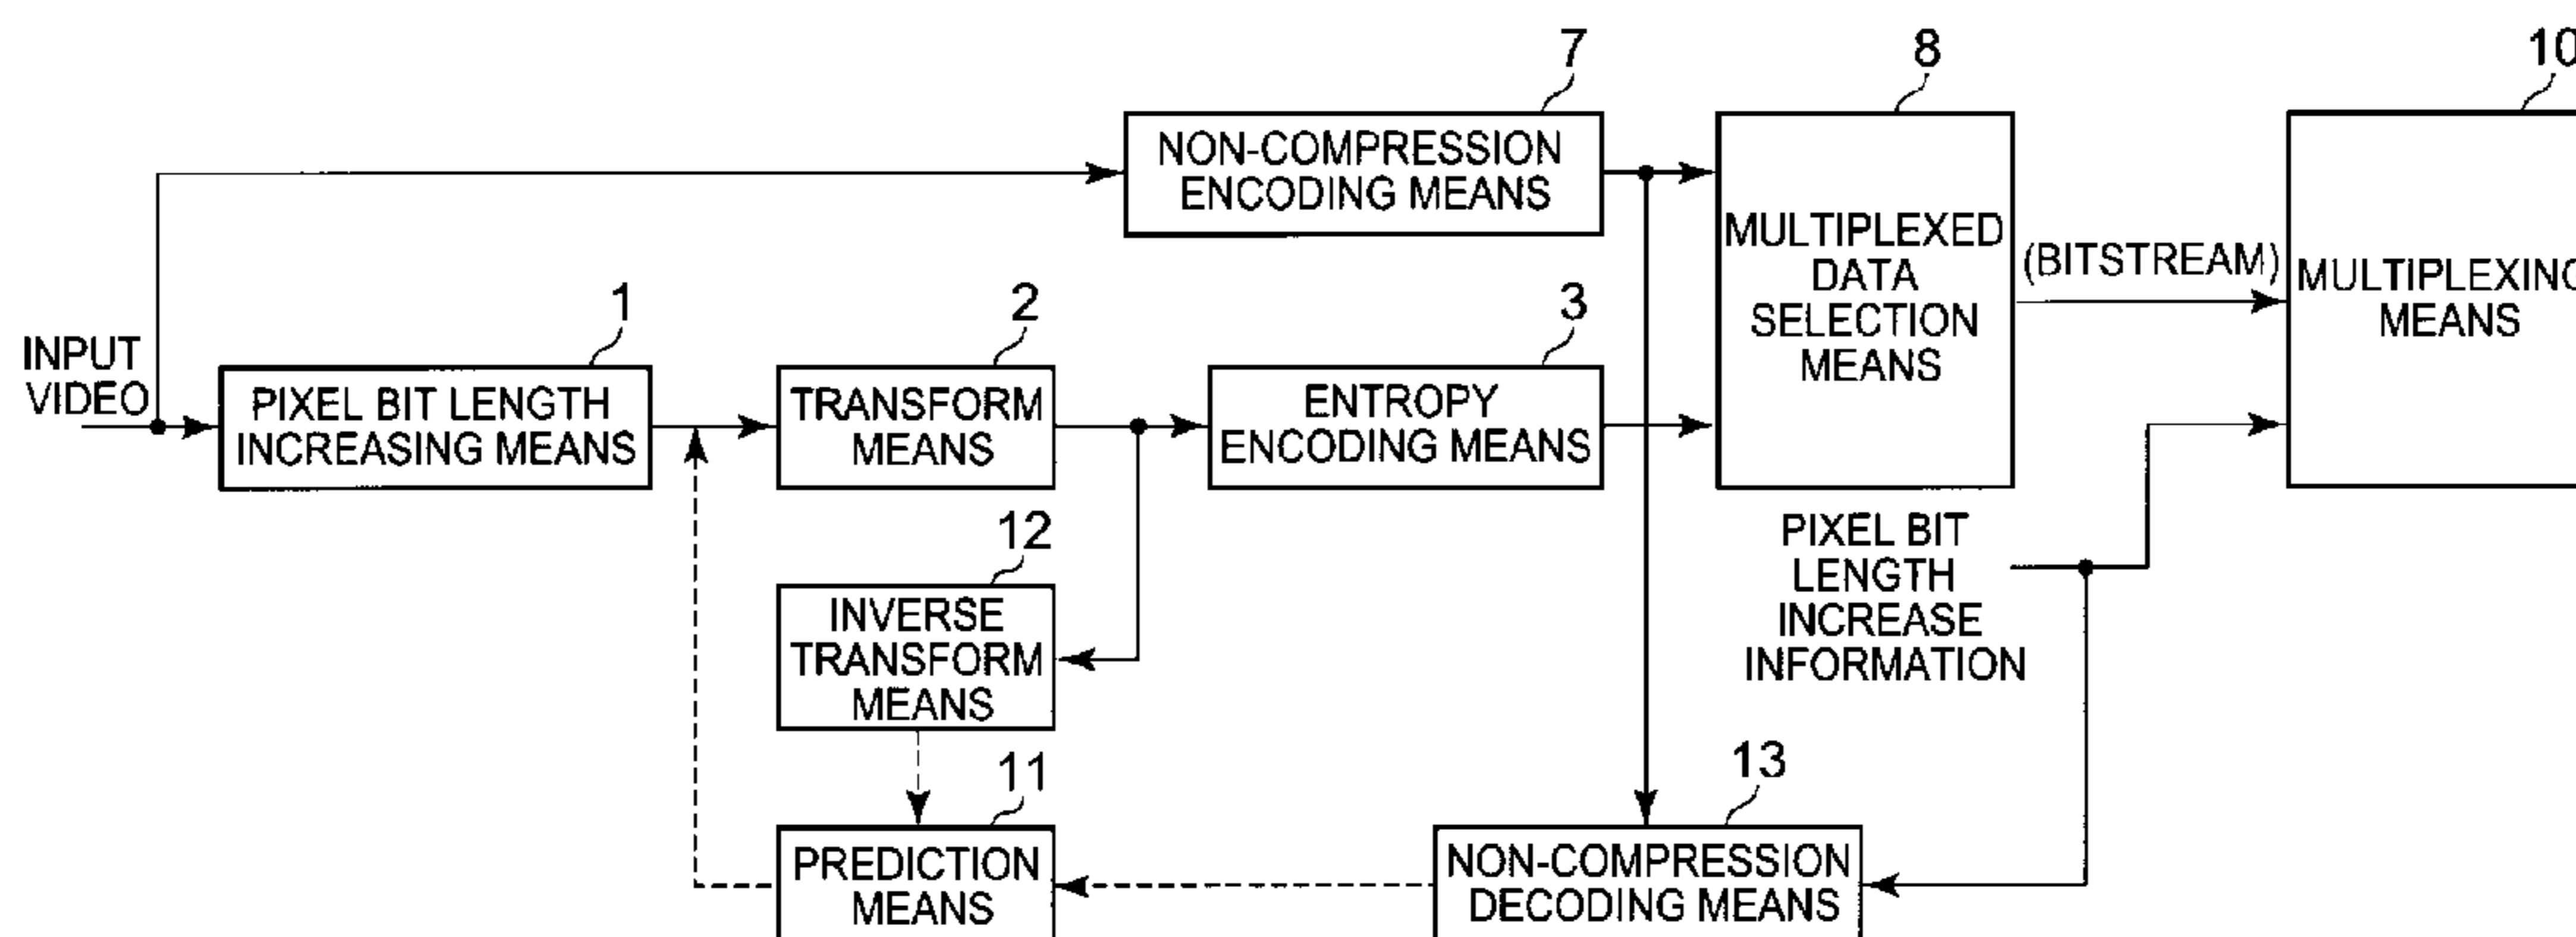 7
8
10
NON-COMPRESSION
ENCODING MEANS
MULTIPLEXED
DATA
SELECTION
MEANS
(BITSTREAM)
MEANS
1
2
3
INPUT
VIDEO
PIXEL BIT LENGTH
INCREASING MEANS
TRANSFORM
MEANS
ENTROPY
ENCODING MEANS
12
INVERSE
TRANSFORM
MEANS
PIXEL BIT
LENGTH
INCREASE
INFORMATION
11
13
PREDICTION
MEANS
NON-COMPRESSION
DECODING MEANS